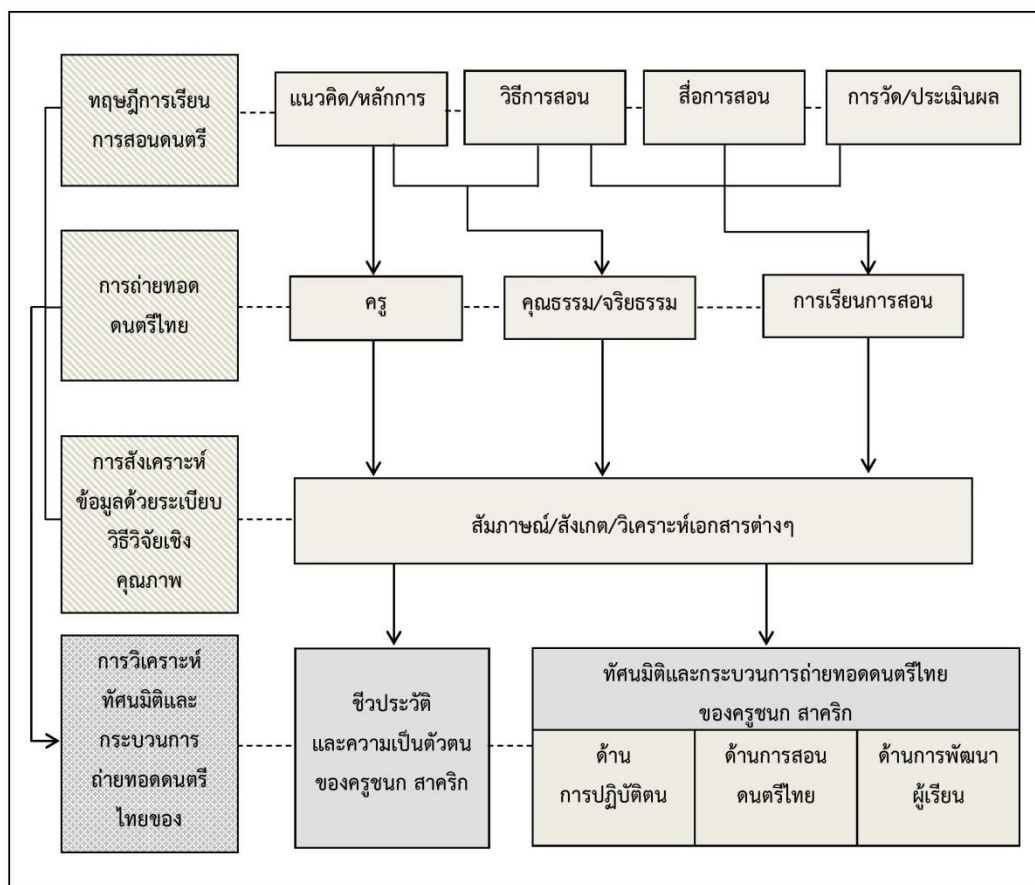 ทฤษฎีการเรียน
การสอนดนตรี
แนวคิด/หลักการ
วิธีการสอน
สื่อการสอน
การวัด/ประเมินผล
การถ่ายทอด
ดนตรีไทย
ครู
คุณธรรม/จริยธรรม
การเรียนการสอน
การสังเคราะห์
ข้อมูลด้วยระเบียบ
วิธีวิจัยเชิง
คุณภาพ
สัมภาษณ์/สังเกต/วิเคราะห์เอกสารต่างๆ
การวิเคราะห์
ทัศนมิติและ
กระบวนการ
ถ่ายทอดดนตรี
ไทยของ
ชีวประวัติ
และความเป็นตัวตน
ของครูชนก สาคริก
ทัศนมิติและกระบวนการถ่ายทอดดนตรีไทย
ของครูชนก สาคริก
ด้าน
การปฏิบัติตน
ด้านการสอน
ดนตรีไทย
ด้านการพัฒนา
ผู้เรียน